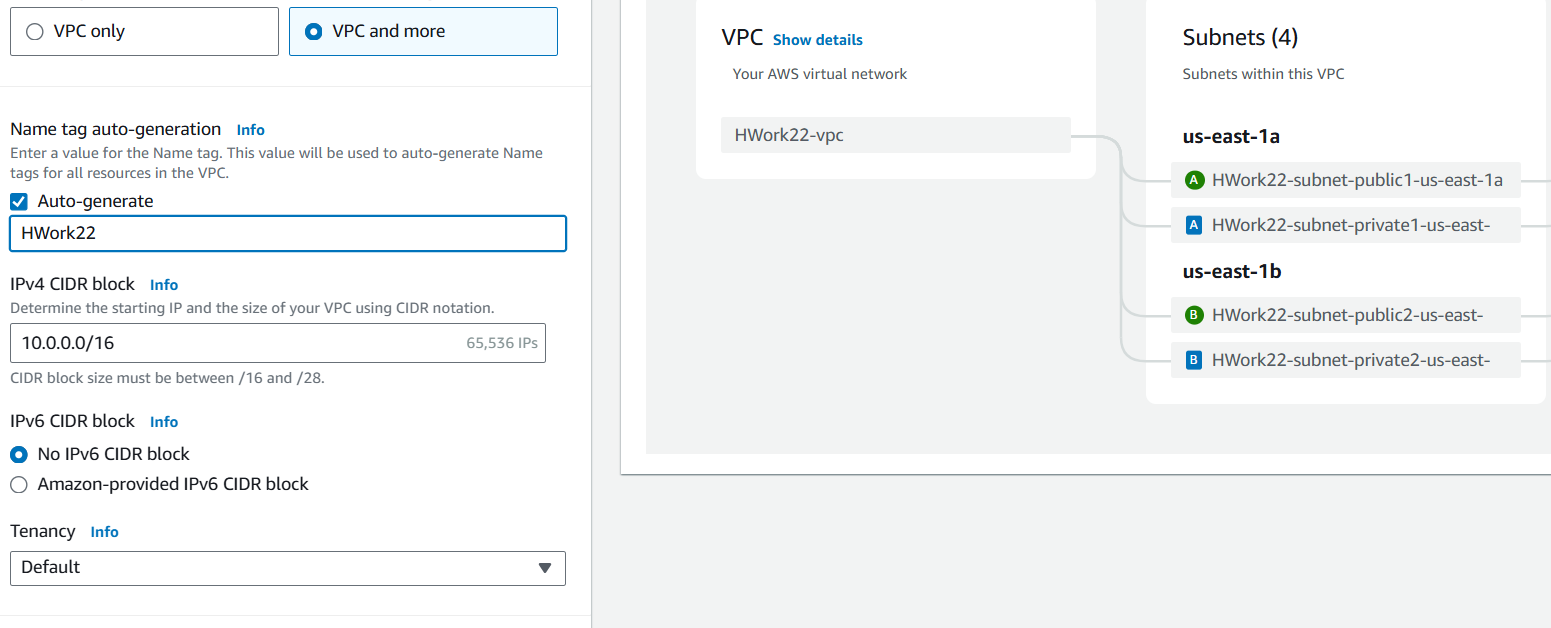 VPC only
VPC and more
Name tag auto-generation Info
Enter a value for the Name tag. This value will be used to auto-generate Name
tags for all resources in the VPC.
Auto-generate
HWork22
IPv4 CIDR block Info
Determine the starting IP and the size of your VPC using CIDR notation.
10.0.0.0/16 65,536 IPs
CIDR block size must be between /16 and /28.
IPv6 CIDR block Info
No IPv6 CIDR block
Amazon-provided IPv6 CIDR block
Tenancy Info
Default
VPC Show details
Your AWS virtual network
HWork22-vpc
Subnets (4)
Subnets within this VPC
us-east-1a
A HWork22-subnet-public1-us-east-1a
A HWork22-subnet-private1-us-east-
us-east-1b
B HWork22-subnet-public2-us-east-
B HWork22-subnet-private2-us-east-